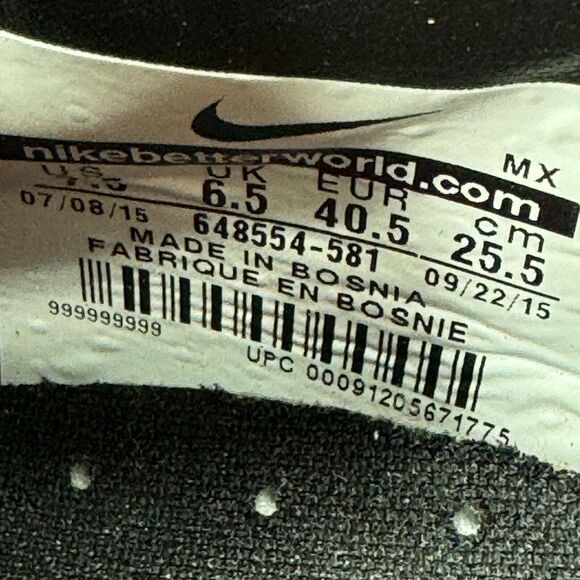 nikebetterworld.com
MX
U.S. UK EUR cm
6.5 40.5 25.5
07/08/15 648554-581 09/22/15
MADE IN BOSNIA
FABRIQUE EN BOSNIE
999999999
UPC 00091205671775